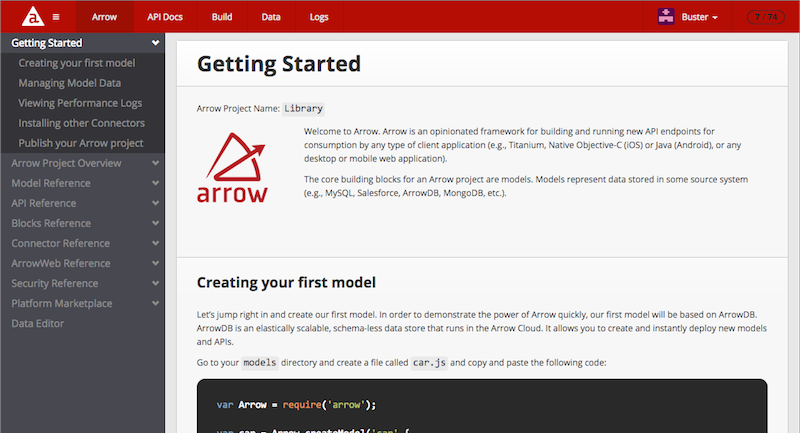 a Arrow API Docs Build Data Logs Buster 7 / 74
Getting Started
Creating your first model
Managing Model Data
Viewing Performance Logs
Installing other Connectors
Publish your Arrow project
Arrow Project Overview
Model Reference
API Reference
Blocks Reference
Connector Reference
ArrowWeb Reference
Security Reference
Platform Marketplace
Data Editor
Getting Started
Arrow Project Name: Library
arrow
Welcome to Arrow. Arrow is an opinionated framework for building and running new API endpoints for
consumption by any type of client application (e.g., Titanium, Native Objective-C (iOS) or Java (Android), or any
desktop or mobile web application).
The core building blocks for an Arrow project are models. Models represent data stored in some source system
(e.g., MySQL, Salesforce, ArrowDB, MongoDB, etc.).
Creating your first model
Let's jump right in and create our first model. In order to demonstrate the power of Arrow quickly, our first model will be based on ArrowDB.
ArrowDB is an elastically scalable, schema-less data store that runs in the Arrow Cloud. It allows you to create and instantly deploy new models
and APIs.
Go to your models directory and create a file called car.js and copy and paste the following code:
var Arrow = require('arrow');
var car = Arrow.createModel('car',{